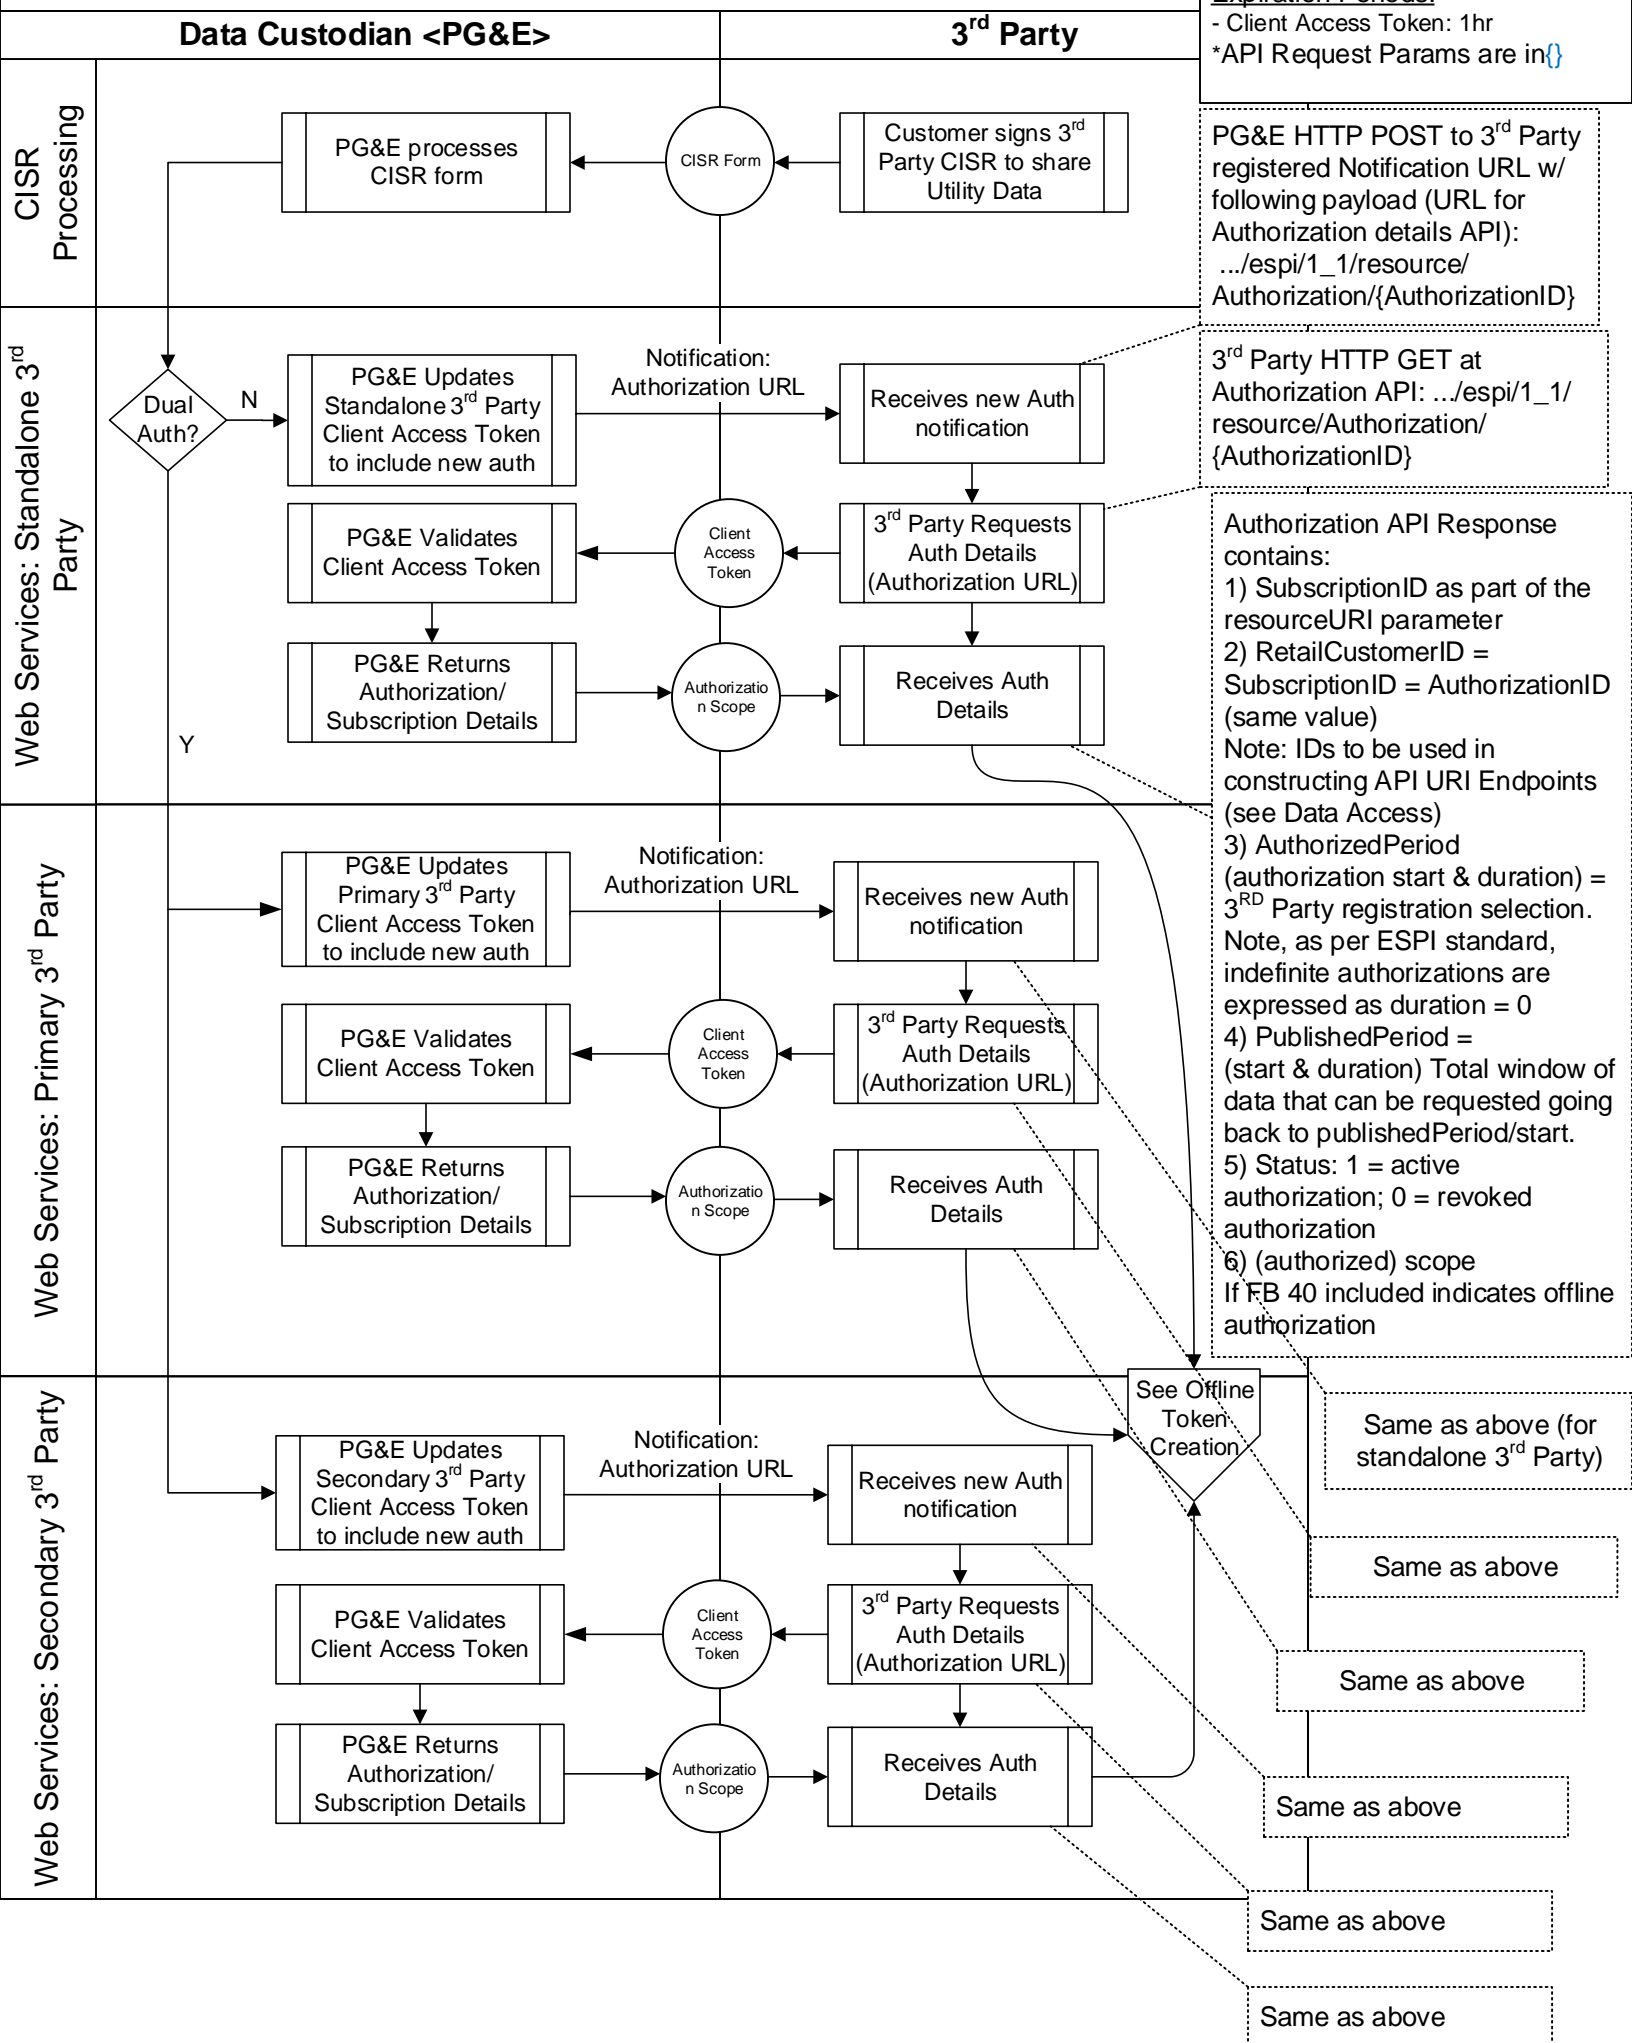 Expiration Periods:
- Client Access Token: 1hr
*API Request Params are in{}
Data Custodian <PG&E>
3rd Party
CISR
Processing
PG&E processes
CISR form
CISR Form
Customer signs 3rd
Party CISR to share
Utility Data
PG&E HTTP POST to 3rd Party
registered Notification URL w/
following payload (URL for
Authorization details API):
.../espi/1_1/resource/
Authorization/{AuthorizationID}
Web Services: Standalone 3rd
Party
Dual
Auth?
N
Y
PG&E Updates
Standalone 3rd Party
Client Access Token
to include new auth
Notification:
Authorization URL
Receives new Auth
notification
3rd Party HTTP GET at
Authorization API: .../espi/1_1/
resource/Authorization/
{AuthorizationID}
PG&E Validates
Client Access Token
Client
Access
Token
3rd Party Requests
Auth Details
(Authorization URL)
PG&E Returns
Authorization/
Subscription Details
Authorizatio
n Scope
Receives Auth
Details
Authorization API Response
contains:
1) SubscriptionID as part of the
resourceURI parameter
2) RetailCustomerID =
SubscriptionID = AuthorizationID
(same value)
Note: IDs to be used in
constructing API URI Endpoints
(see Data Access)
3) AuthorizedPeriod
(authorization start & duration) =
3RD Party registration selection.
Note, as per ESPI standard,
indefinite authorizations are
expressed as duration = 0
4) PublishedPeriod =
(start & duration) Total window of
data that can be requested going
back to publishedPeriod/start.
5) Status: 1 = active
authorization; 0 = revoked
authorization
6) (authorized) scope
If FB 40 included indicates offline
authorization
Web Services: Primary 3rd Party
PG&E Updates
Primary 3rd Party
Client Access Token
to include new auth
Notification:
Authorization URL
Receives new Auth
notification
PG&E Validates
Client Access Token
Client
Access
Token
3rd Party Requests
Auth Details
(Authorization URL)
PG&E Returns
Authorization/
Subscription Details
Authorizatio
n Scope
Receives Auth
Details
See Offline
Token
Creation
Same as above (for
standalone 3rd Party)
Same as above
Same as above
Web Services: Secondary 3rd Party
PG&E Updates
Secondary 3rd Party
Client Access Token
to include new auth
Notification:
Authorization URL
Receives new Auth
notification
PG&E Validates
Client Access Token
Client
Access
Token
3rd Party Requests
Auth Details
(Authorization URL)
PG&E Returns
Authorization/
Subscription Details
Authorizatio
n Scope
Receives Auth
Details
Same as above
Same as above
Same as above